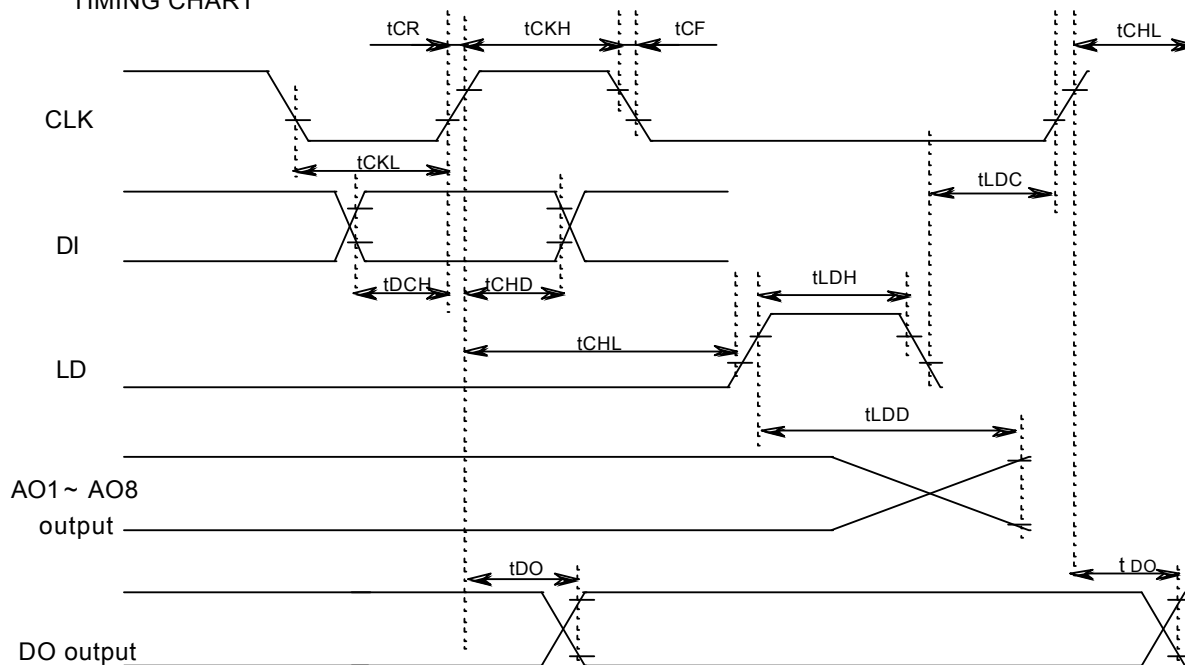 TIMING CHART
tCR tCKH tCF tCHL
CLK
tCKL
tLDC
DI
tDCH tCHD tLDH
tCHL
LD
tLDD
AO1~ AO8
output
tDO t DO
DO output